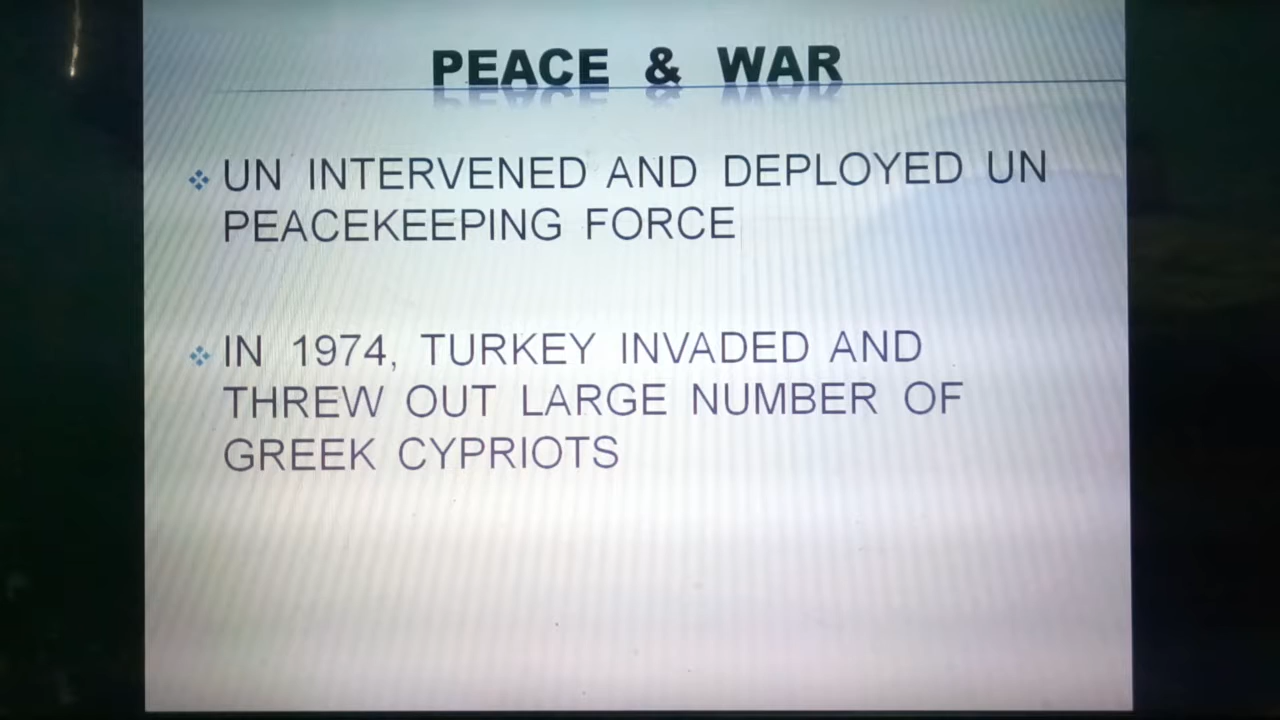 PEACE & WAR
UN INTERVENED AND DEPLOYED UN
PEACEKEEPING FORCE
IN 1974, TURKEY INVADED AND
THREW OUT LARGE NUMBER OF
GREEK CYPRIOTS